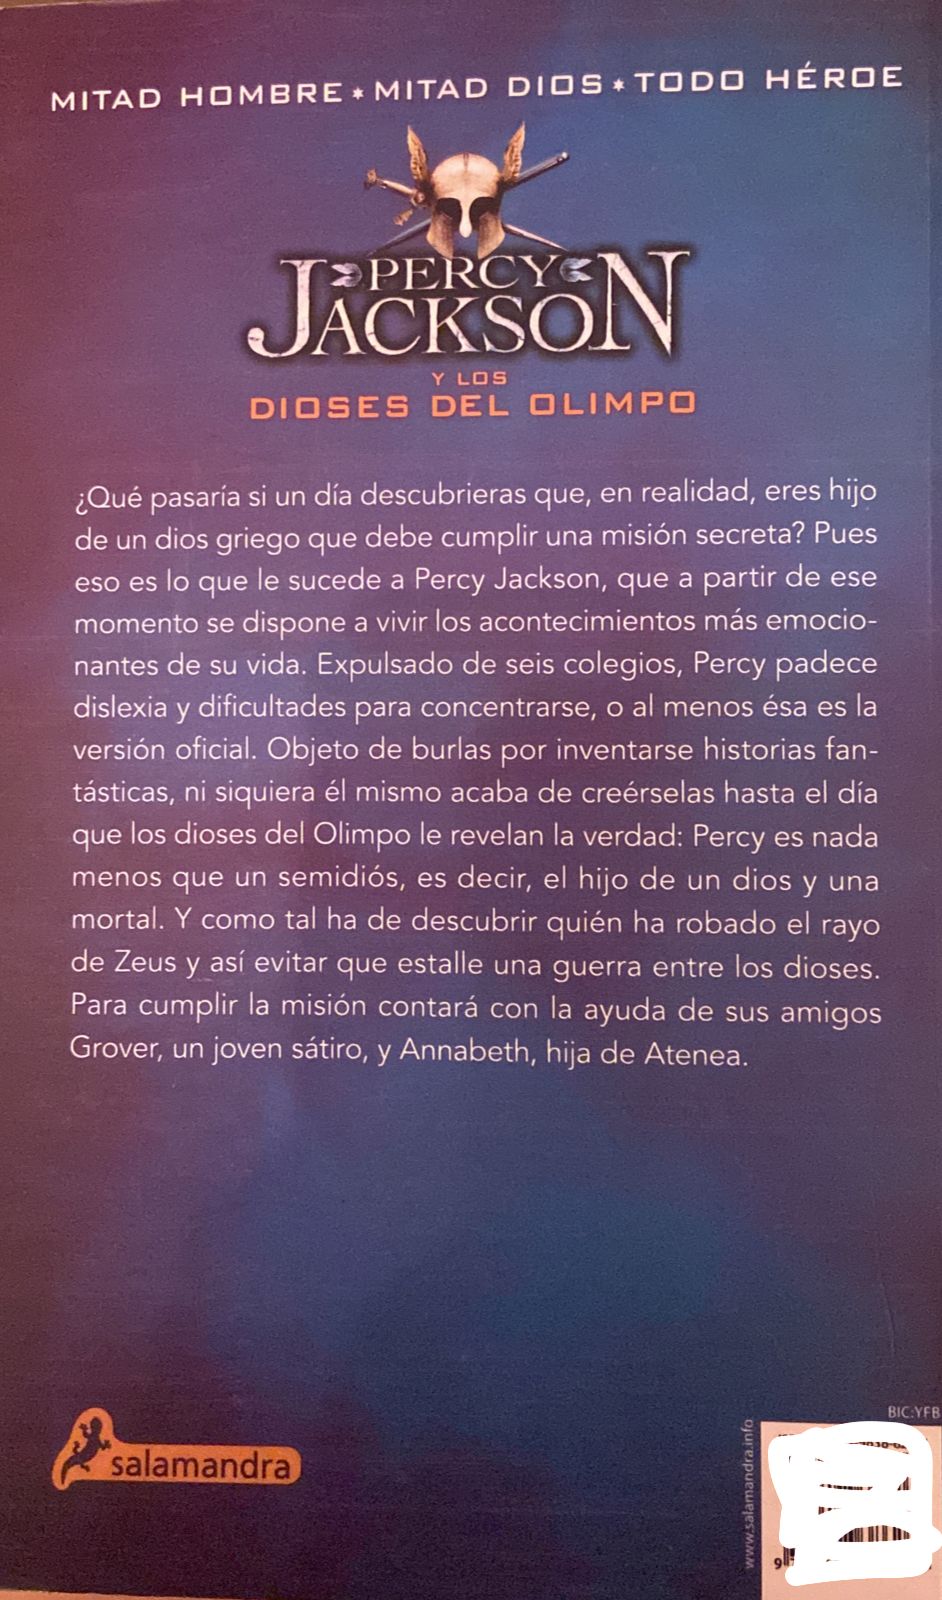 MITAD HOMBRE * MITAD DIOS * TODO HÉROE
PERCY
JACKSON
Y LOS
DIOSES DEL OLIMPO
¿Qué pasaría si un día descubrieras que, en realidad, eres hijo
de un dios griego que debe cumplir una misión secreta? Pues
eso es lo que le sucede a Percy Jackson, que a partir de ese
momento se dispone a vivir los acontecimientos más emocio-
nantes de su vida. Expulsado de seis colegios, Percy padece
dislexia y dificultades para concentrarse, o al menos ésa es la
versión oficial. Objeto de burlas por inventarse historias fan-
tásticas, ni siquiera él mismo acaba de creérselas hasta el día
que los dioses del Olimpo le revelan la verdad: Percy es nada
menos que un semidiós, es decir, el hijo de un dios y una
mortal. Y como tal ha de descubrir quién ha robado el rayo
de Zeus y así evitar que estalle una guerra entre los dioses.
Para cumplir la misión contará con la ayuda de sus amigos
Grover, un joven sátiro, y Annabeth, hija de Atenea.
salamandra
www.salamandra.info
BIC:YFB
9